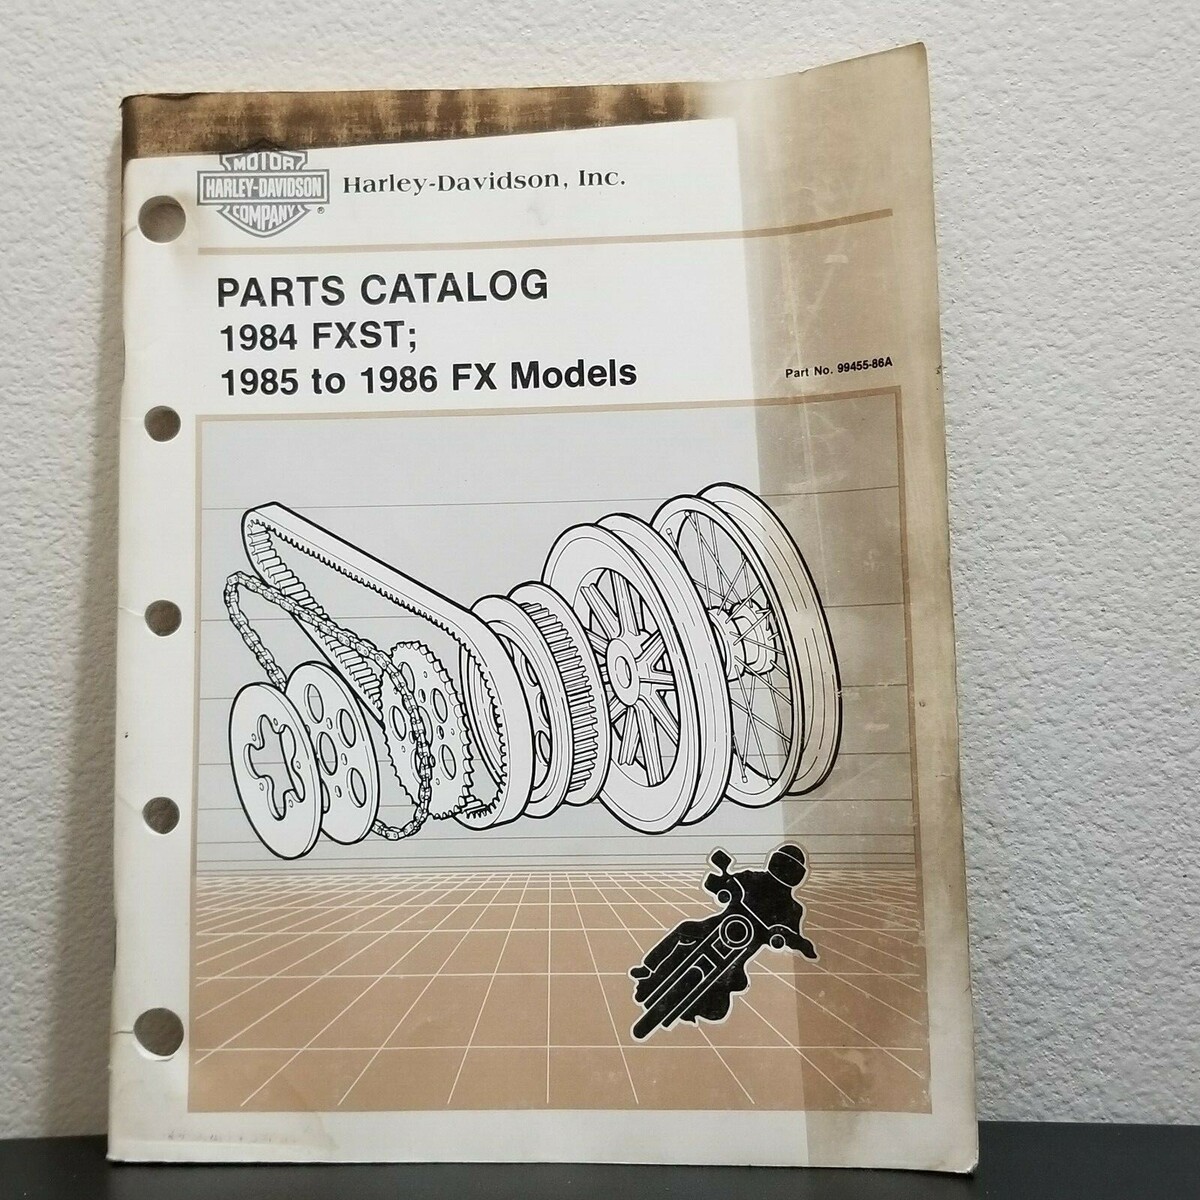 MOTOR
HARLEY-DAVIDSON
COMPANY
®
Harley-Davidson, Inc.
PARTS CATALOG
1984 FXST;
1985 to 1986 FX Models
Part No. 99455-86A